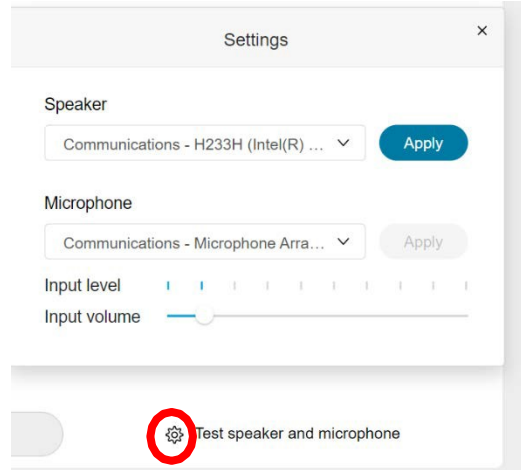 Settings
Speaker
Communications - H233H (Intel(R) ...
Apply
Microphone
Communications - Microphone Arra...
Apply
Input level
Input volume
Test speaker and microphone